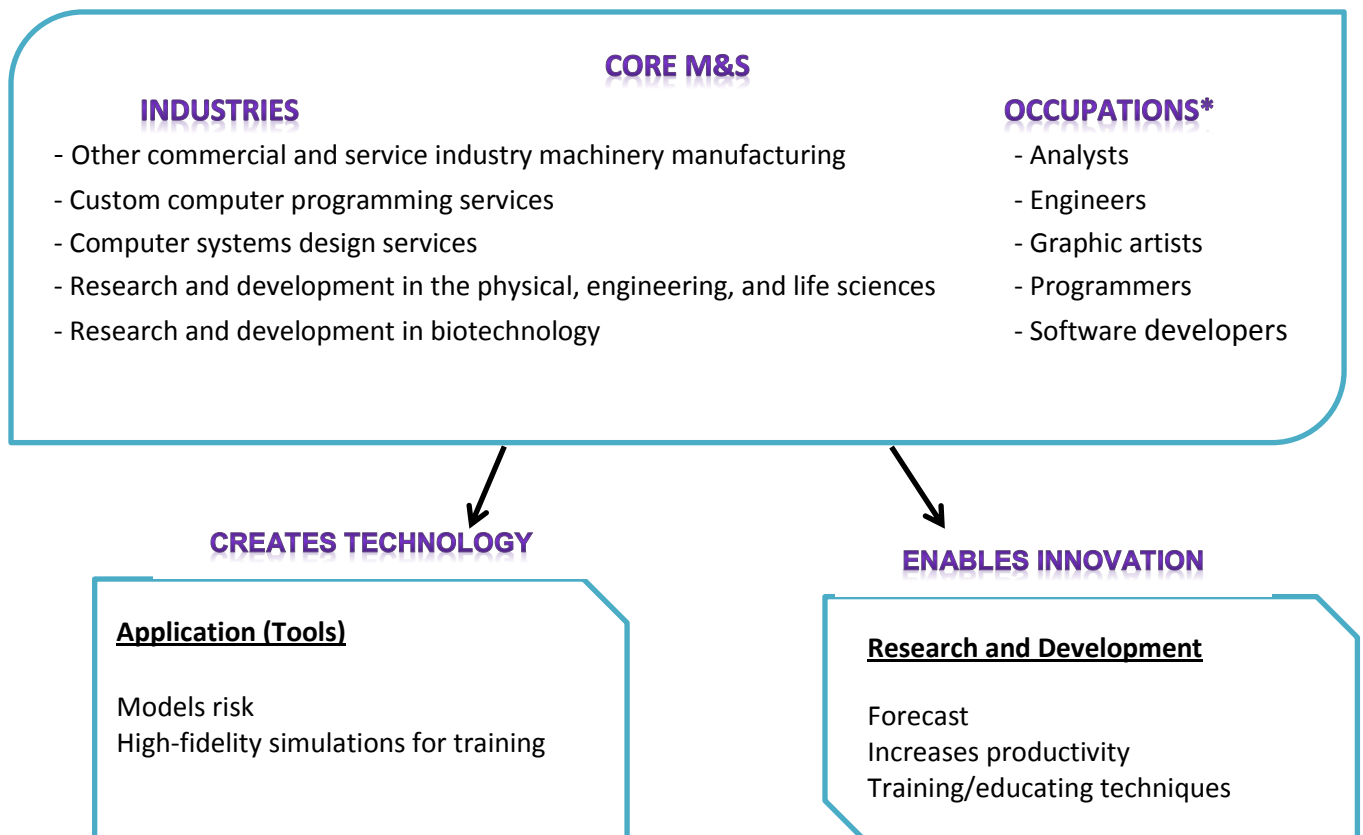 CORE M&S
INDUSTRIES
- Other commercial and service industry machinery manufacturing
- Custom computer programming services
- Computer systems design services
- Research and development in the physical, engineering, and life sciences
- Research and development in biotechnology
OCCUPATIONS*
- Analysts
- Engineers
- Graphic artists
- Programmers
- Software developers
CREATES TECHNOLOGY
Application (Tools)
Models risk
High-fidelity simulations for training
ENABLES INNOVATION
Research and Development
Forecast
Increases productivity
Training/educating techniques